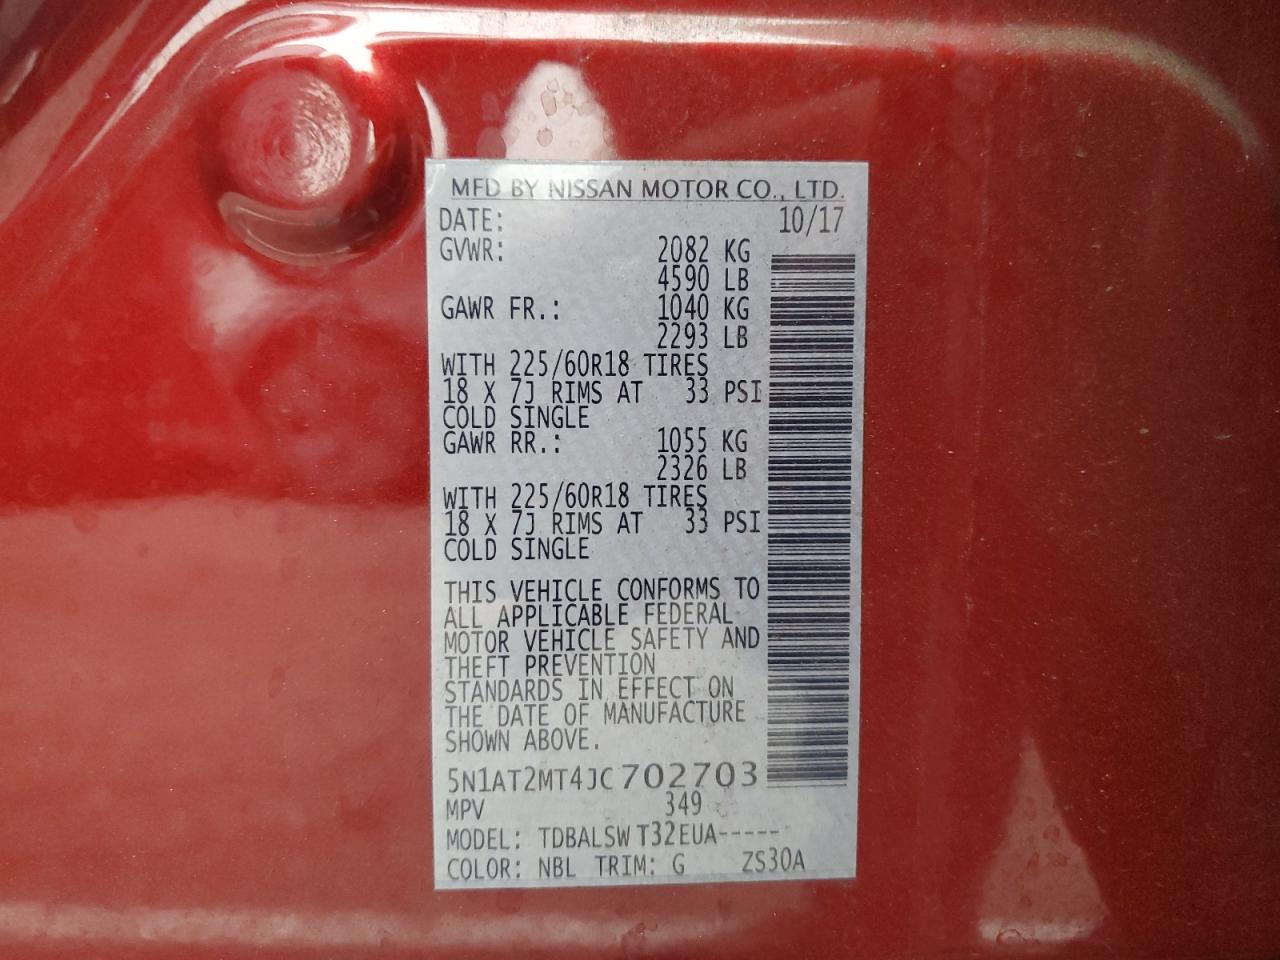 MFD BY NISSAN MOTOR CO., LTD.
DATE: 10/17
GVWR: 2082 KG
4590 LB
GAWR FR.: 1040 KG
2293 LB
WITH 225/60R18 TIRES
18 X 7J RIMS AT 33 PSI
COLD SINGLE
GAWR RR.: 1055 KG
2326 LB
WITH 225/60R18 TIRES
18 X 7J RIMS AT 33 PSI
COLD SINGLE
THIS VEHICLE CONFORMS TO
ALL APPLICABLE FEDERAL
MOTOR VEHICLE SAFETY AND
THEFT PREVENTION
STANDARDS IN EFFECT ON
THE DATE OF MANUFACTURE
SHOWN ABOVE.
5N1AT2MT4JC702703
MPV 349
MODEL: TDBALSW T32EUA-----
COLOR: NBL TRIM: G ZS30A